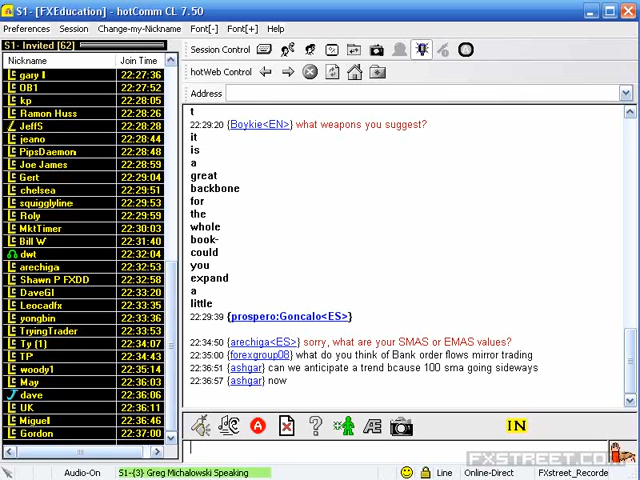 S1- [FXEducation] - hotComm CL 7.50
Preferences Session Change-my-Nickname Font[-] Font[+] Help
S1- Invited [62]
Nickname Join Time
gary l 22:27:36
OB1 22:27:52
kp 22:28:05
Ramon Huss 22:28:26
JeffS 22:28:28
jeano 22:28:44
PipsDaemon 22:28:48
Joe James 22:28:59
Gert 22:29:04
chelsea 22:29:51
squigglyline 22:29:53
Roly 22:29:59
MktTimer 22:30:03
Bill W 22:31:40
dwt 22:32:04
arechiga 22:32:53
Shawn P FXDD 22:32:58
DaveGI 22:33:20
Leocadfx 22:33:35
yongbin 22:33:36
TryingTrader 22:33:53
Ty (1) 22:34:07
TP 22:34:43
woody1 22:35:14
May 22:36:03
dave 22:36:06
UK 22:36:11
Miguel 22:36:46
Gordon 22:37:00
Session Control
hotWeb Control
Address
t
22:29:20 {Boykie<EN>} what weapons you suggest?
it
is
a
great
backbone
for
the
whole
book-
could
you
expand
a
little
22:29:39 {prospero:Goncalo<ES>}
22:34:50 {arechiga<ES>} sorry, what are your SMAS or EMAS values?
22:35:00 {forexgroup08} what do you think of Bank order flows mirror trading
22:36:51 {ashgar} can we anticipate a trend bcause 100 sma going sideways
22:36:57 {ashgar} now
IN
FXSTREET.COM
Audio-On S1-{3} Greg Michalowski Speaking Line Online-Direct FXstreet_Recorde